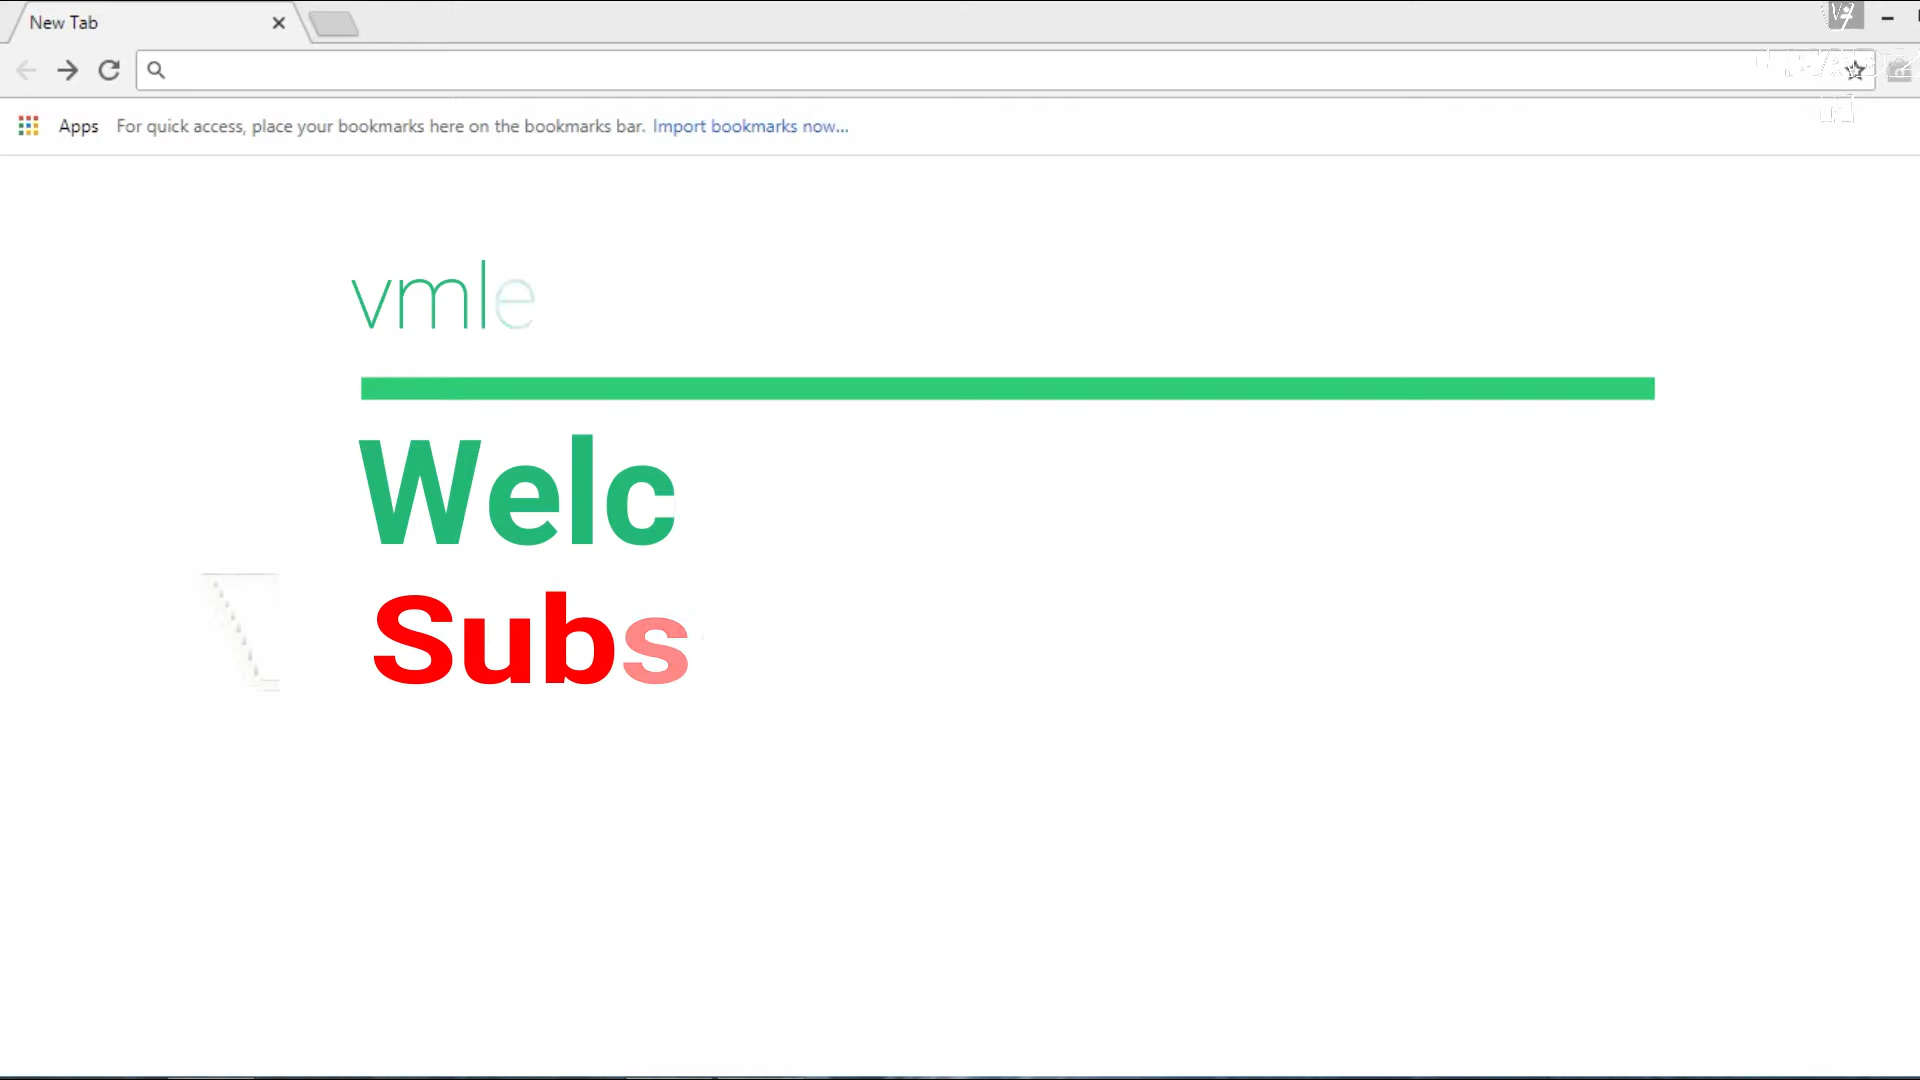 New Tab
Apps For quick access, place your bookmarks here on the bookmarks bar. Import bookmarks now...
vmle
Welc
Subs